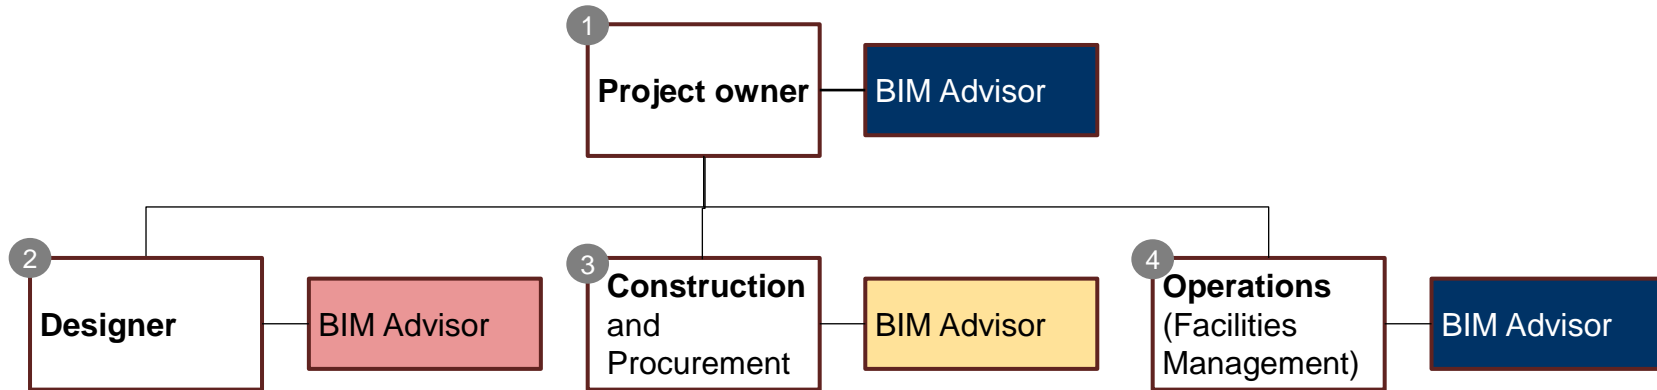 1
Project owner
BIM Advisor
2
Designer
BIM Advisor
3
Construction
and
Procurement
BIM Advisor
4
Operations
(Facilities
Management)
BIM Advisor